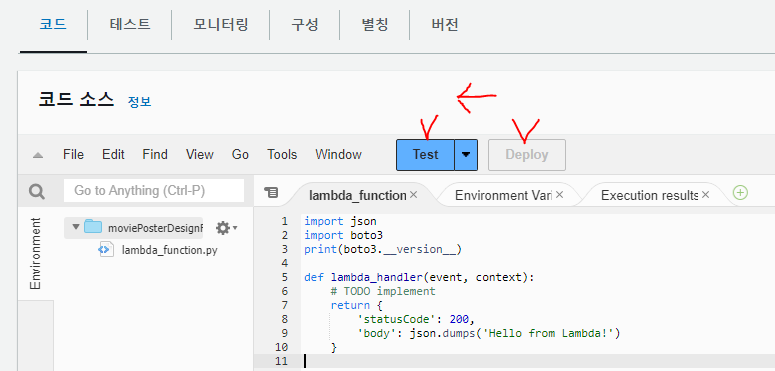 코드 테스트 모니터링 구성 별칭 버전
코드 소스 정보
File Edit Find View Go Tools Window Test Deploy
Go to Anything (Ctrl-P) lambda_function Environment Vari Execution results
Environment
moviePosterDesignF
lambda_function.py
1 import json
2 import boto3
3 print(boto3.__version__)
4
5 def lambda_handler(event, context):
6 # TODO implement
7 return {
8 'statusCode': 200,
9 'body': json.dumps('Hello from Lambda!')
10 }
11